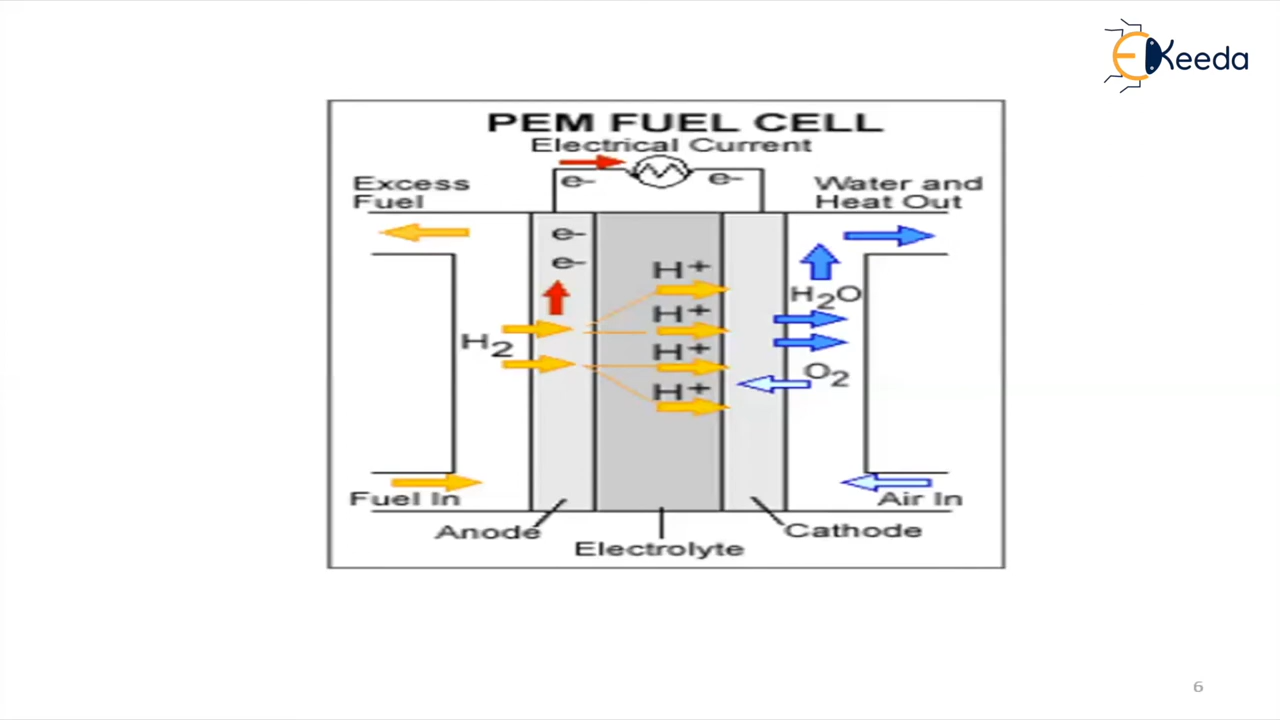 EKeeda
PEM FUEL CELL
Electrical Current
e-
e-
Excess
Fuel
Water and
Heat Out
e-
e-
H+
H2O
H+
H2
H+
O2
H+
Fuel In
Air In
Anode
Cathode
Electrolyte
6